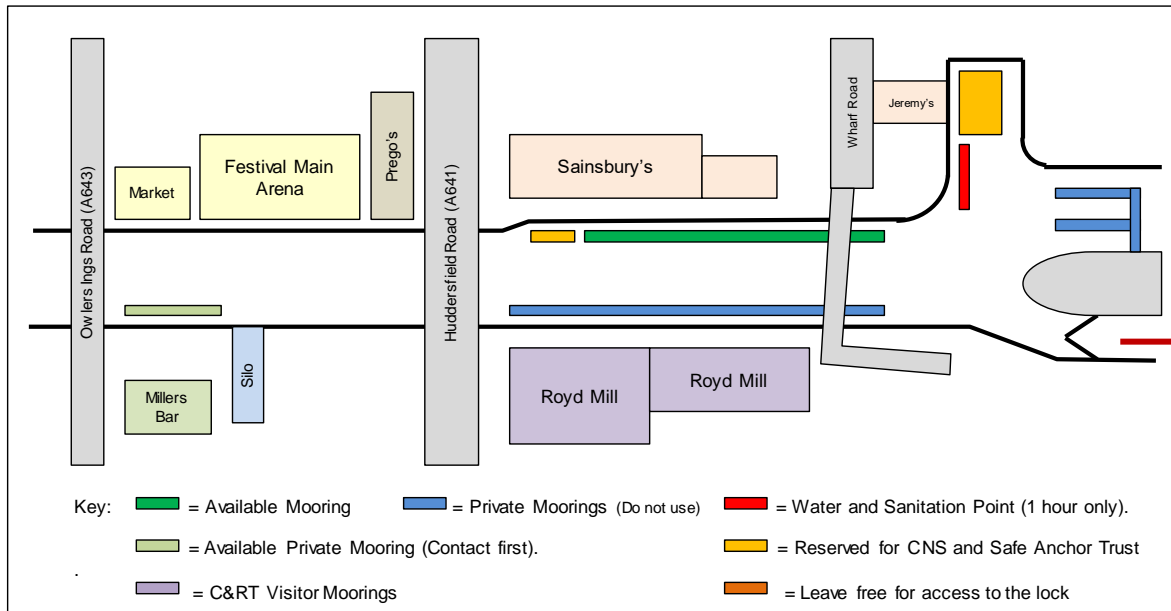 Owlers Ings Road (A643)
Market
Festival Main
Arena
Prego's
Huddersfield Road (A641)
Sainsbury's
Wharf Road
Jeremy's
Millers
Bar
Silo
Royd Mill
Royd Mill
Key:
= Available Mooring
= Private Moorings (Do not use)
= Water and Sanitation Point (1 hour only).
= Available Private Mooring (Contact first).
= Reserved for CNS and Safe Anchor Trust
.
= C&RT Visitor Moorings
= Leave free for access to the lock